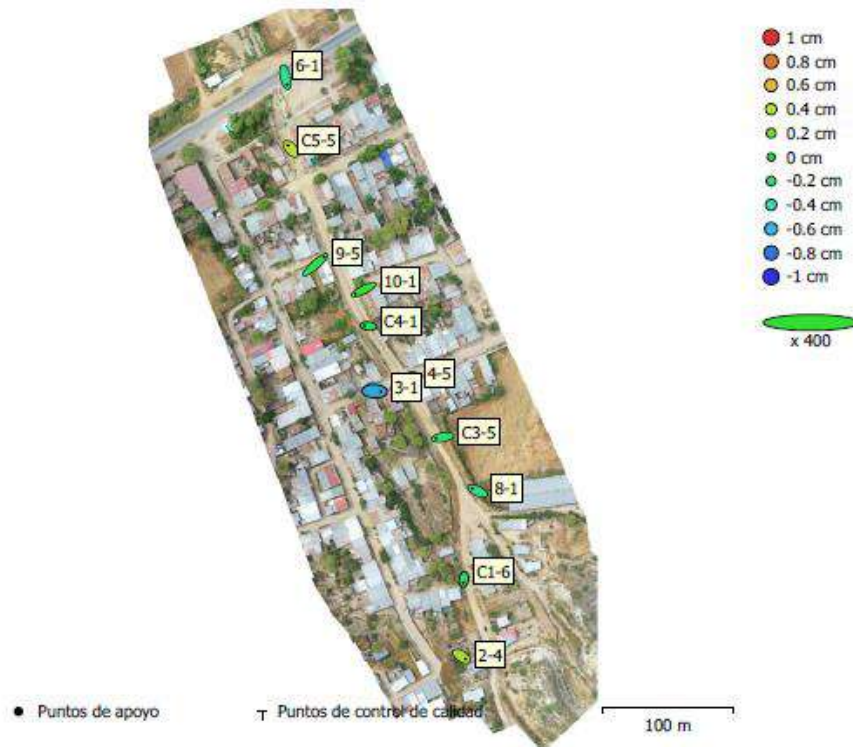 6-1
C5-5
9-5
10-1
C4-1
4-5
3-1
C3-5
8-1
C1-6
2-4
1 cm
0.8 cm
0.6 cm
0.4 cm
0.2 cm
0 cm
-0.2 cm
-0.4 cm
-0.6 cm
-0.8 cm
-1 cm
x 400
Puntos de apoyo
Puntos de control de calidad
100 m